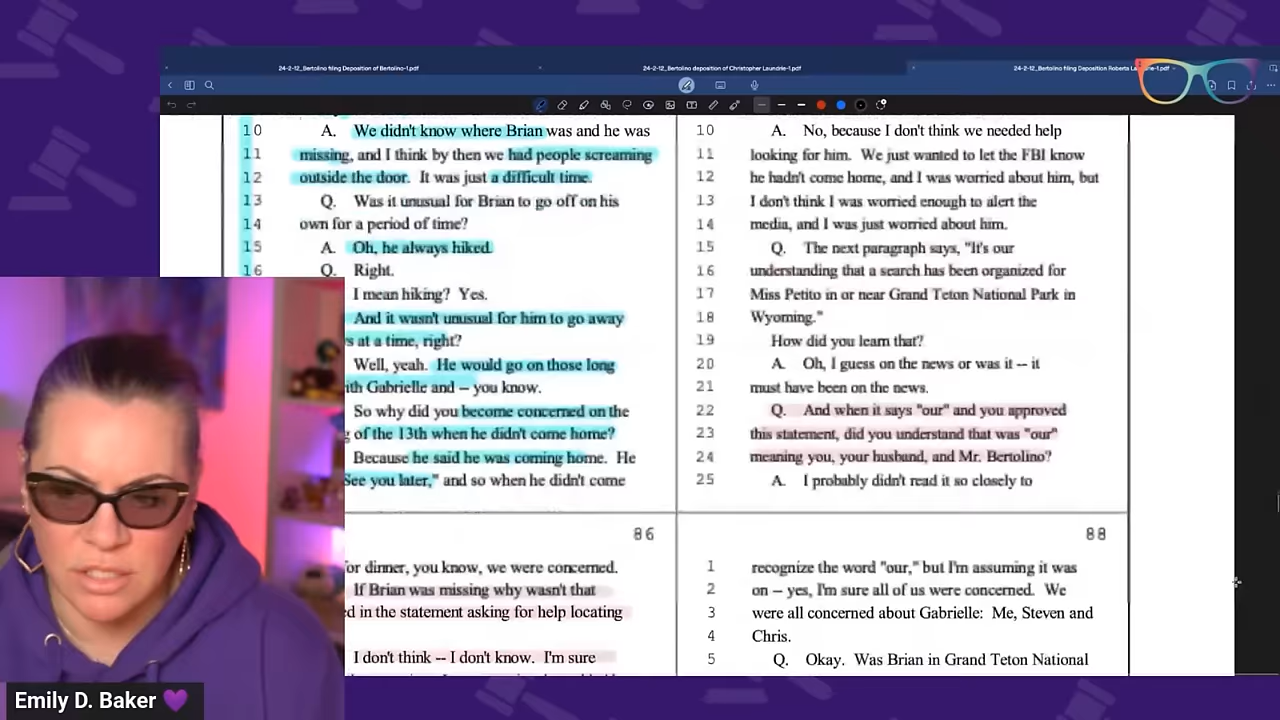 24-2-12_Bertolino filing Deposition of Bertolino-1.pdf
24-2-12_Bertolino deposition of Christopher Laundrie-1.pdf
24-2-12_Bertolino filing Deposition Roberta
10 A. We didn't know where Brian was and he was
11 missing, and I think by then we had people screaming
12 outside the door. It was just a difficult time.
13 Q. Was it unusual for Brian to go off on his
14 own for a period of time?
15 A. Oh, he always hiked.
16 Q. Right.
I mean hiking? Yes.
And it wasn't unusual for him to go away
s at a time, right?
Well, yeah. He would go on those long
ith Gabrielle and – you know.
So why did you become concerned on the
g of the 13th when he didn't come home?
Because he said he was coming home. He
See you later," and so when he didn't come
86
or dinner, you know, we were concerned.
If Brian was missing why wasn't that
ed in the statement asking for help locating
I don't think -- I don't know. I'm sure
10 A. No, because I don't think we needed help
11 looking for him. We just wanted to let the FBI know
12 he hadn't come home, and I was worried about him, but
13 I don't think I was worried enough to alert the
14 media, and I was just worried about him.
15 Q. The next paragraph says, "It's our
16 understanding that a search has been organized for
17 Miss Petito in or near Grand Teton National Park in
18 Wyoming."
19 How did you learn that?
20 A. Oh, I guess on the news or was it -- it
21 must have been on the news.
22 Q. And when it says "our" and you approved
23 this statement, did you understand that was "our"
24 meaning you, your husband, and Mr. Bertolino?
25 A. I probably didn't read it so closely to
88
1 recognize the word "our," but I'm assuming it was
2 on – yes, I'm sure all of us were concerned. We
3 were all concerned about Gabrielle: Me, Steven and
4 Chris.
5 Q. Okay. Was Brian in Grand Teton National
Emily D. Baker 💜